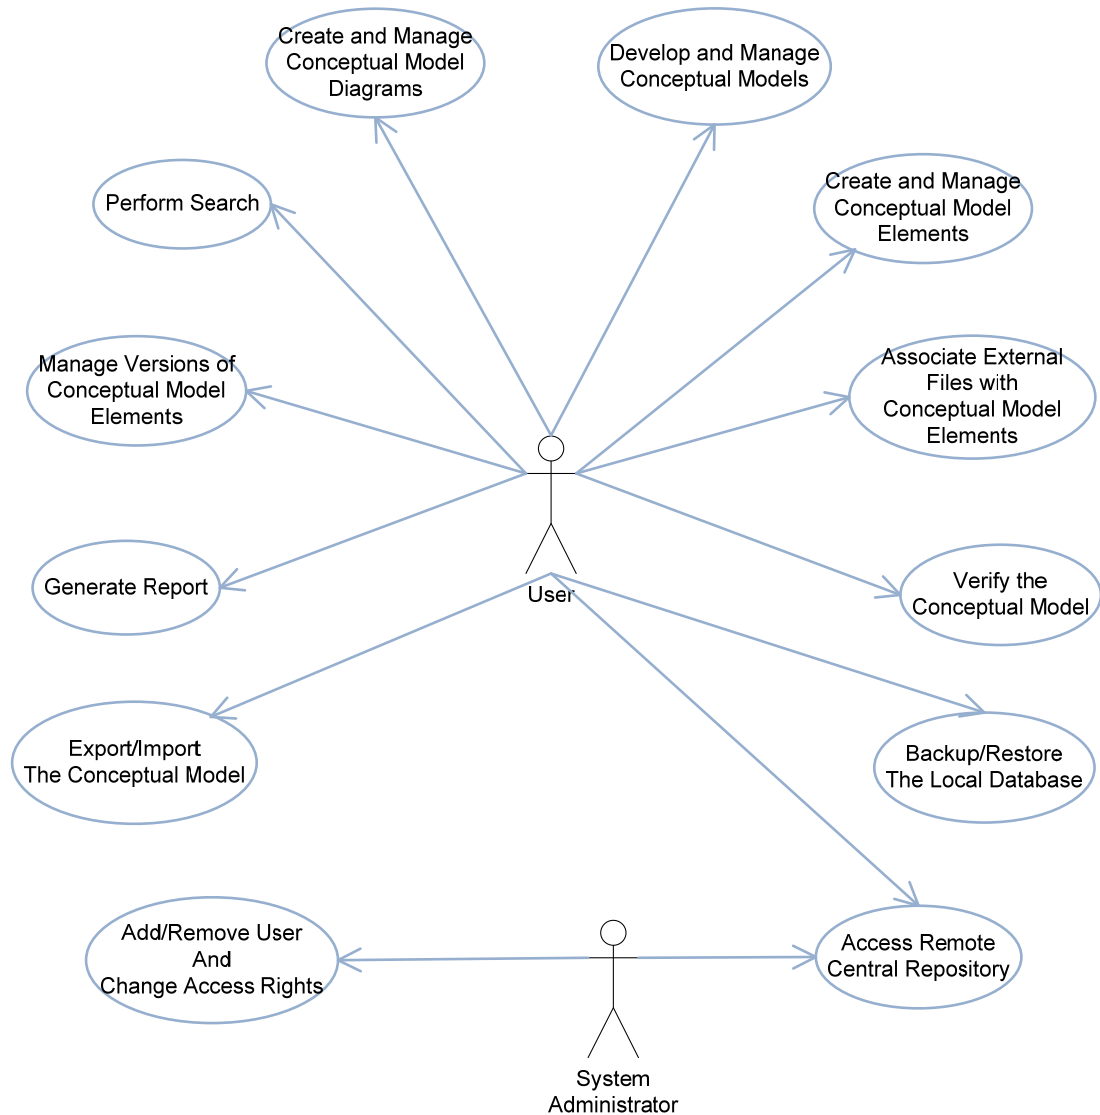 Create and Manage
Conceptual Model
Diagrams
Develop and Manage
Conceptual Models
Perform Search
Create and Manage
Conceptual Model
Elements
Manage Versions of
Conceptual Model
Elements
Associate External
Files with
Conceptual Model
Elements
User
Generate Report
Verify the
Conceptual Model
Export/Import
The Conceptual Model
Backup/Restore
The Local Database
Add/Remove User
And
Change Access Rights
Access Remote
Central Repository
System
Administrator